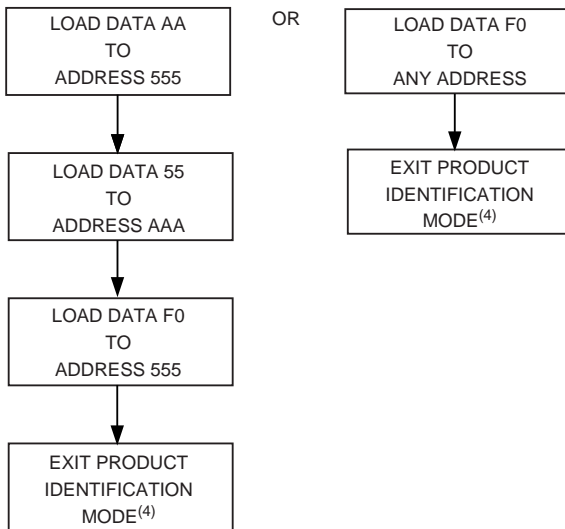 LOAD DATA AA
TO
ADDRESS 555
LOAD DATA 55
TO
ADDRESS AAA
LOAD DATA F0
TO
ADDRESS 555
EXIT PRODUCT
IDENTIFICATION
MODE(4)
OR
LOAD DATA F0
TO
ANY ADDRESS
EXIT PRODUCT
IDENTIFICATION
MODE(4)